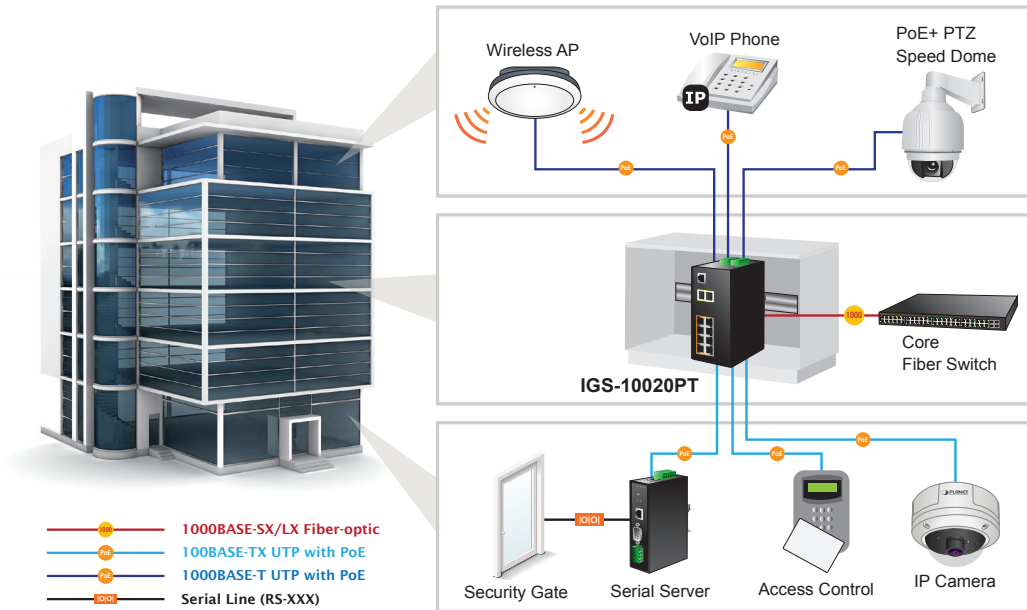 Wireless AP
VoIP Phone
PoE+ PTZ
Speed Dome
IP
PoE
PoE
PoE
1000
Core
Fiber Switch
IGS-10020PT
PoE
PoE
PoE
PLANET
|O|O|
Security Gate
Serial Server
Access Control
IP Camera
1000
1000BASE-SX/LX Fiber-optic
PoE
100BASE-TX UTP with PoE
PoE
1000BASE-T UTP with PoE
|O|O|
Serial Line (RS-XXX)